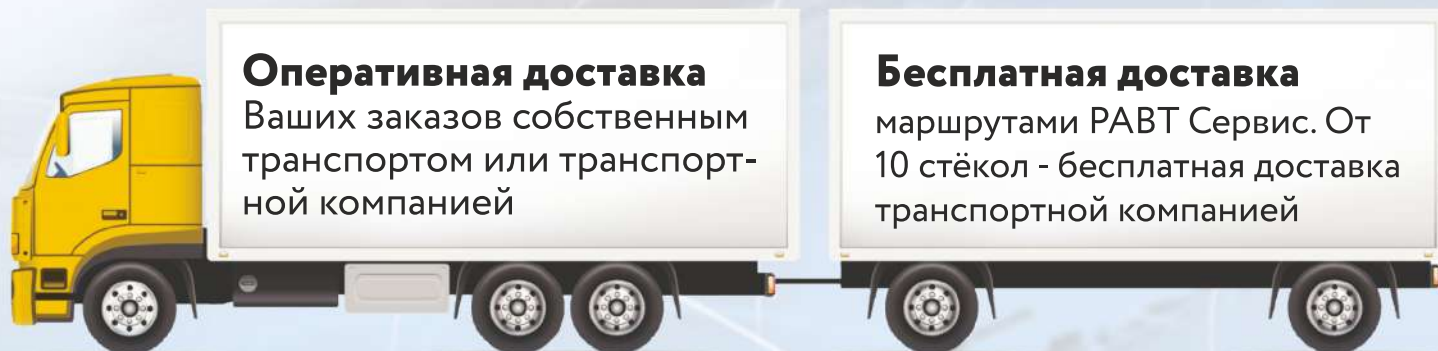 Оперативная доставка
Ваших заказов собственным
транспортом или транспорт-
ной компанией
Бесплатная доставка
маршрутами РАВТ Сервис. От
10 стёкол - бесплатная доставка
транспортной компанией